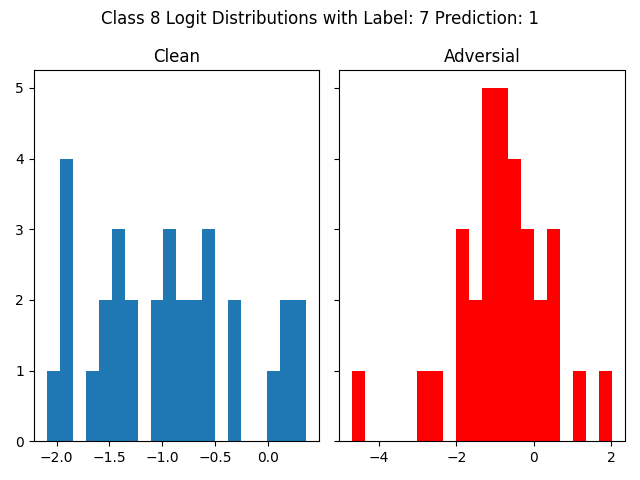 Class 8 Logit Distributions with Label: 7 Prediction: 1
Clean
Adversial
5
4
3
2
1
0
−2.0 −1.5 −1.0 −0.5 0.0
−4 −2 0 2